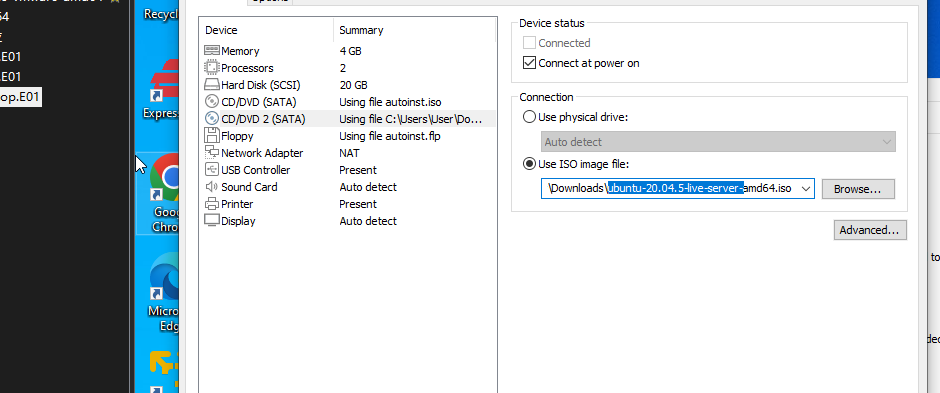 64
.E01
.E01
op.E01
Recycl
Express
Goo
Chro
Micro
Edg
Options
Device Summary
Memory 4 GB
Processors 2
Hard Disk (SCSI) 20 GB
CD/DVD (SATA) Using file autoinst.iso
CD/DVD 2 (SATA) Using file C:\Users\User\Do...
Floppy Using file autoinst.flp
Network Adapter NAT
USB Controller Present
Sound Card Auto detect
Printer Present
Display Auto detect
Device status
Connected
Connect at power on
Connection
Use physical drive:
Auto detect
Use ISO image file:
\Downloads\ubuntu-20.04.5-live-server-amd64.iso
Browse...
Advanced...
to
dec